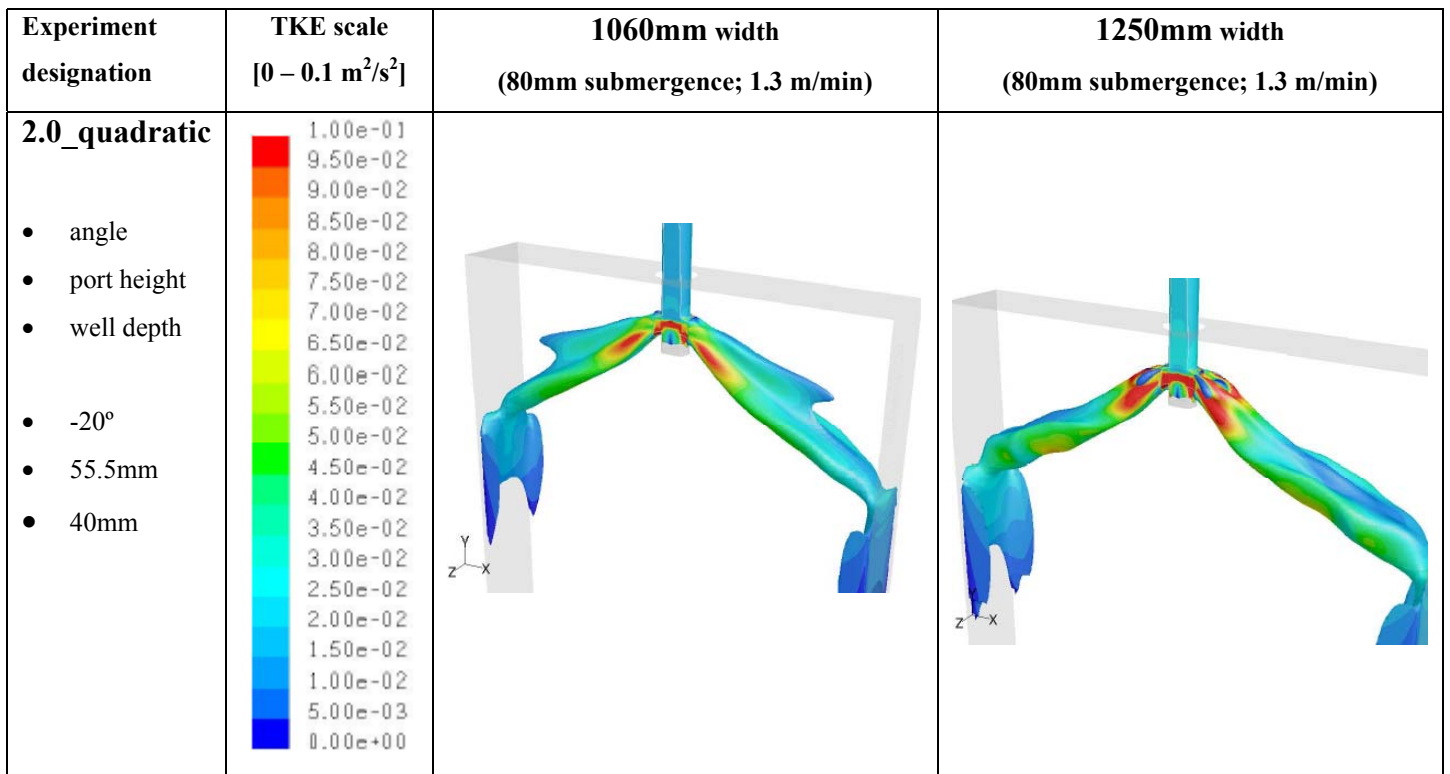 Experiment
designation
TKE scale
[0 – 0.1 m²/s²]
1060mm width
(80mm submergence; 1.3 m/min)
1250mm width
(80mm submergence; 1.3 m/min)
2.0_quadratic
• angle
• port height
• well depth
• -20º
• 55.5mm
• 40mm
1.00e-01
9.50e-02
9.00e-02
8.50e-02
8.00e-02
7.50e-02
7.00e-02
6.50e-02
6.00e-02
5.50e-02
5.00e-02
4.50e-02
4.00e-02
3.50e-02
3.00e-02
2.50e-02
2.00e-02
1.50e-02
1.00e-02
5.00e-03
0.00e+00
Y
Z X
Z X